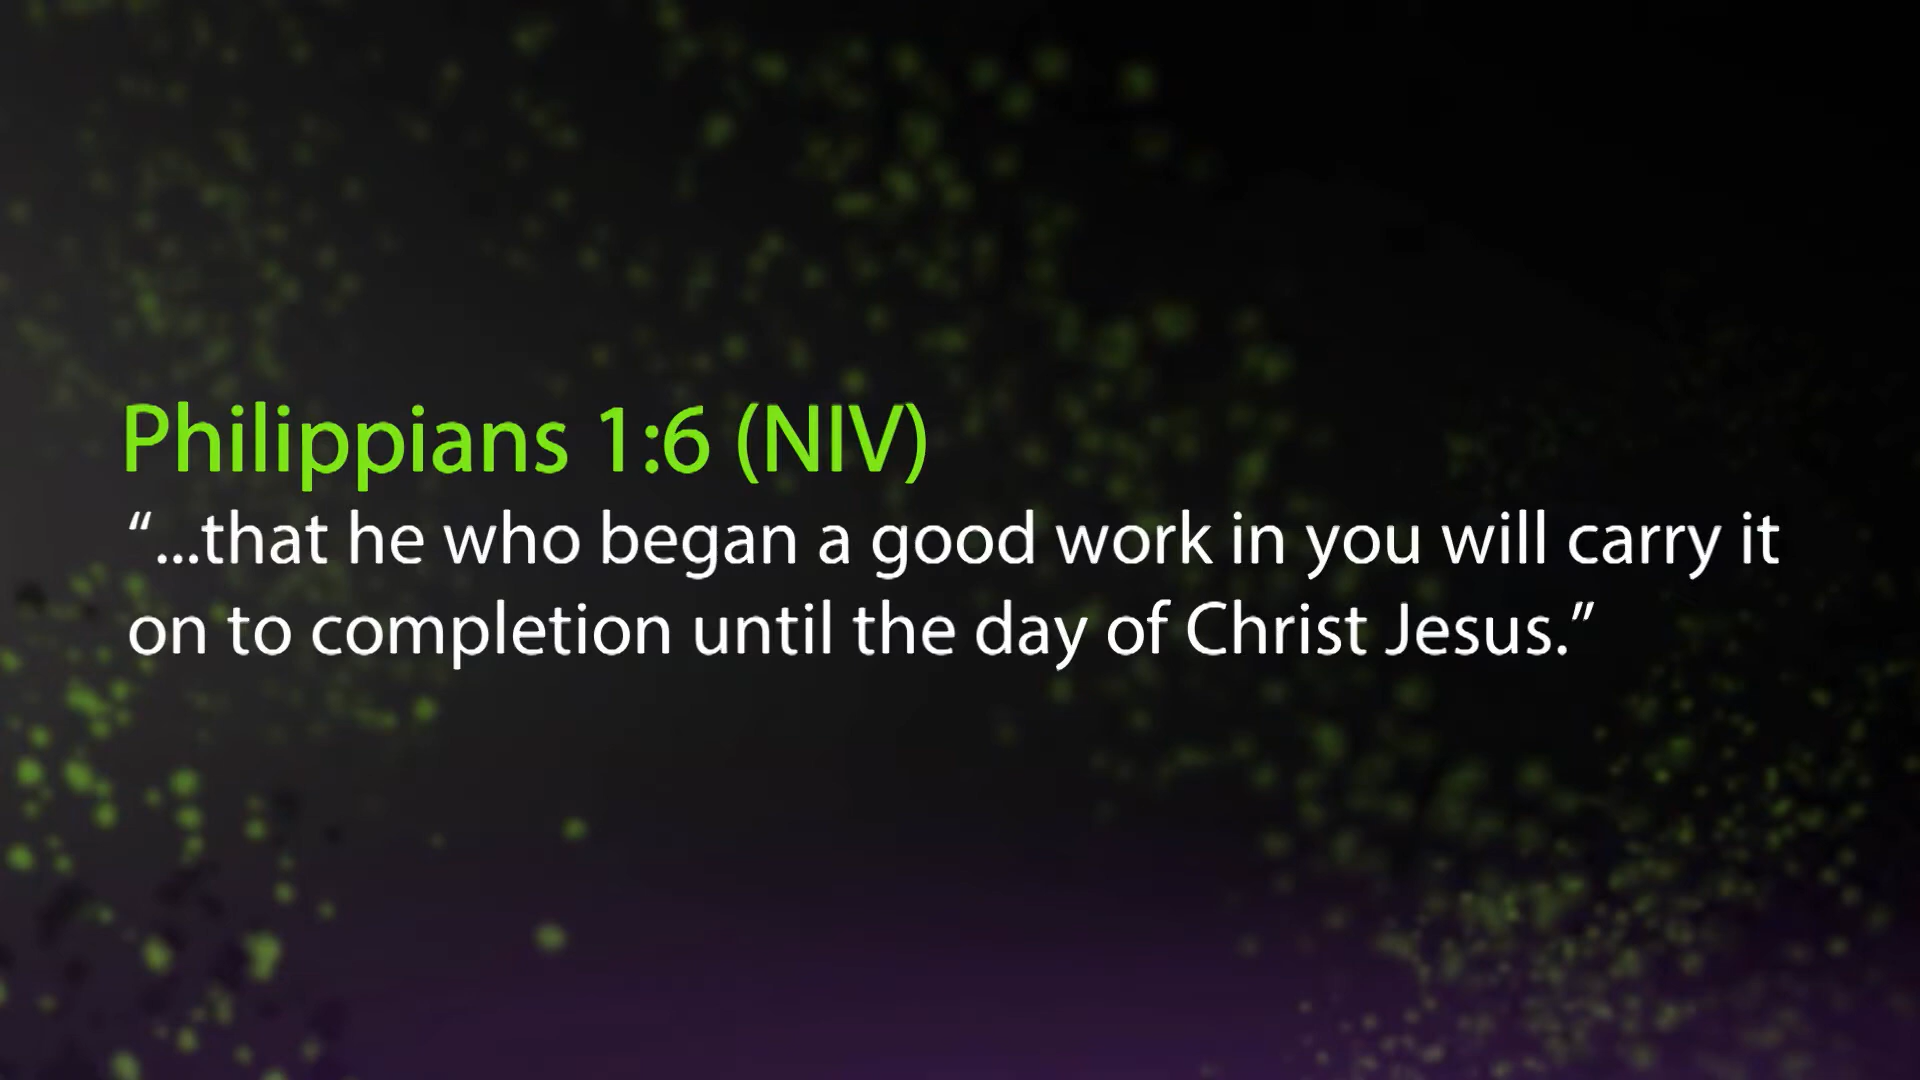 Philippians 1:6 (NIV)
“...that he who began a good work in you will carry it
on to completion until the day of Christ Jesus.”